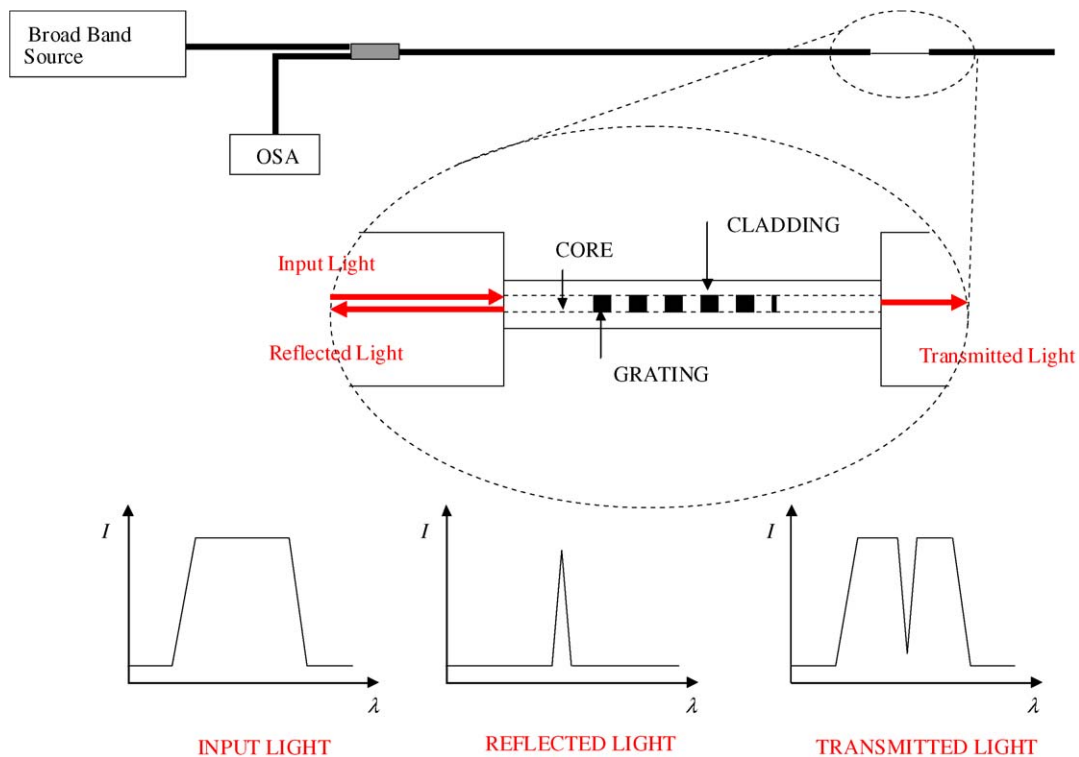 Broad Band
Source
OSA
CLADDING
CORE
Input Light
Reflected Light
Transmitted Light
GRATING
I
λ
INPUT LIGHT
I
λ
REFLECTED LIGHT
I
λ
TRANSMITTED LIGHT